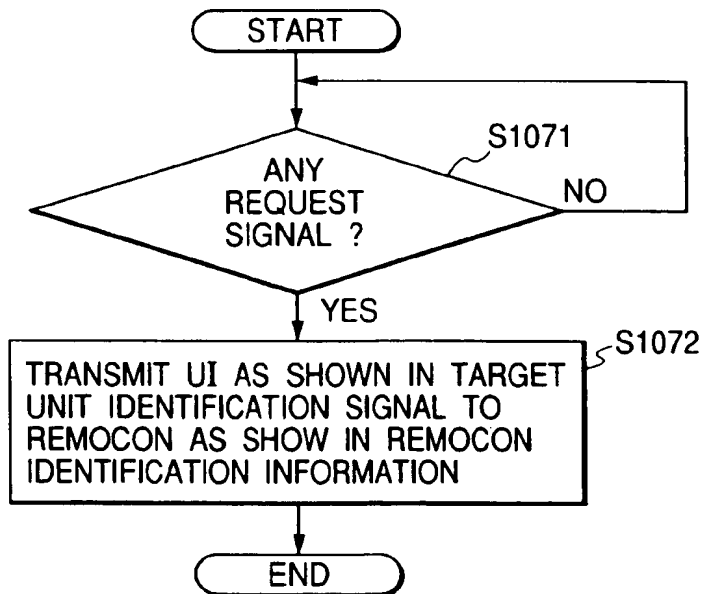 START
S1071
ANY
REQUEST
SIGNAL ?
NO
YES
S1072
TRANSMIT UI AS SHOWN IN TARGET
UNIT IDENTIFICATION SIGNAL TO
REMOCON AS SHOW IN REMOCON
IDENTIFICATION INFORMATION
END